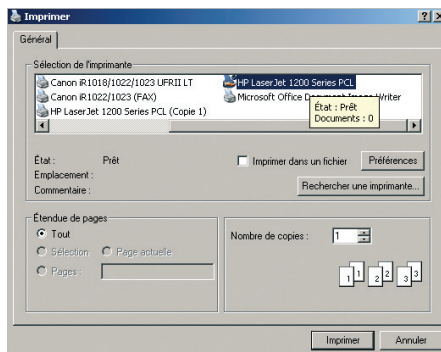 Imprimer
Général
Sélection de l'imprimante
Canon iR1018/1022/1023 UFRII LT
HP LaserJet 1200 Series PCL
Canon iR1022/1023 (FAX)
Microsoft Office Document Image Writer
HP LaserJet 1200 Series PCL (Copie 1)
État : Prêt
Documents : 0
État : Prêt
Imprimer dans un fichier
Préférences
Emplacement :
Commentaire :
Rechercher une imprimante...
Étendue de pages
Tout
Sélection
Page actuelle
Pages :
Nombre de copies :
1
1 1 2 2 3 3
Imprimer
Annuler